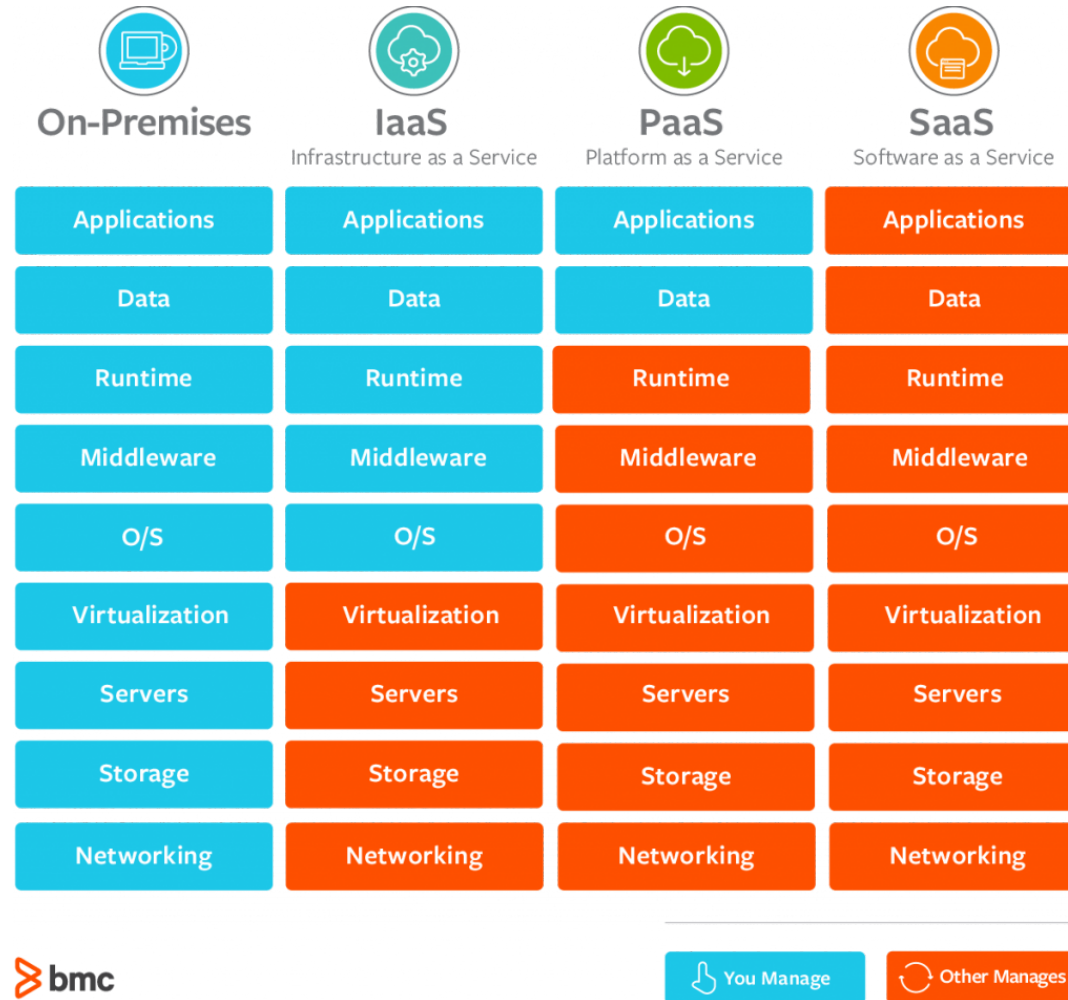 On-Premises IaaS PaaS SaaS
Infrastructure as a Service Platform as a Service Software as a Service
Applications Applications Applications Applications
Data Data Data Data
Runtime Runtime Runtime Runtime
Middleware Middleware Middleware Middleware
O/S O/S O/S O/S
Virtualization Virtualization Virtualization Virtualization
Servers Servers Servers Servers
Storage Storage Storage Storage
Networking Networking Networking Networking
bmc You Manage Other Manages